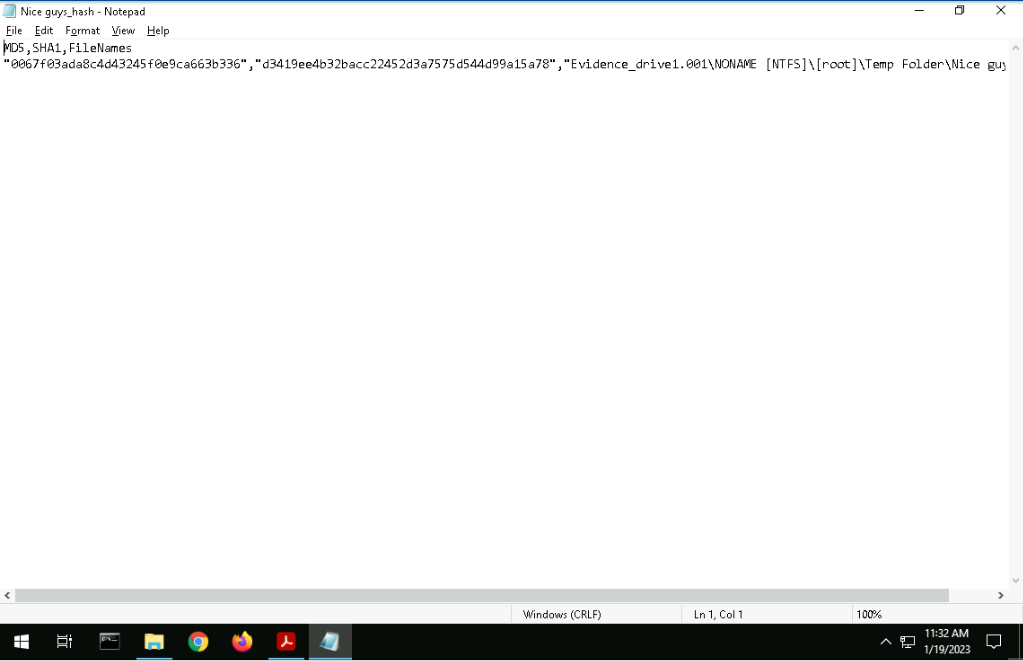 Nice guys_hash - Notepad
File Edit Format View Help
MD5,SHA1,FileNames
"0067f03ada8c4d43245f0e9ca663b336","d3419ee4b32bacc22452d3a7575d544d99a15a78","Evidence_drive1.001\NONAME [NTFS]\[root]\Temp Folder\Nice guy
Windows (CRLF) Ln 1, Col 1 100%
11:32 AM
1/19/2023